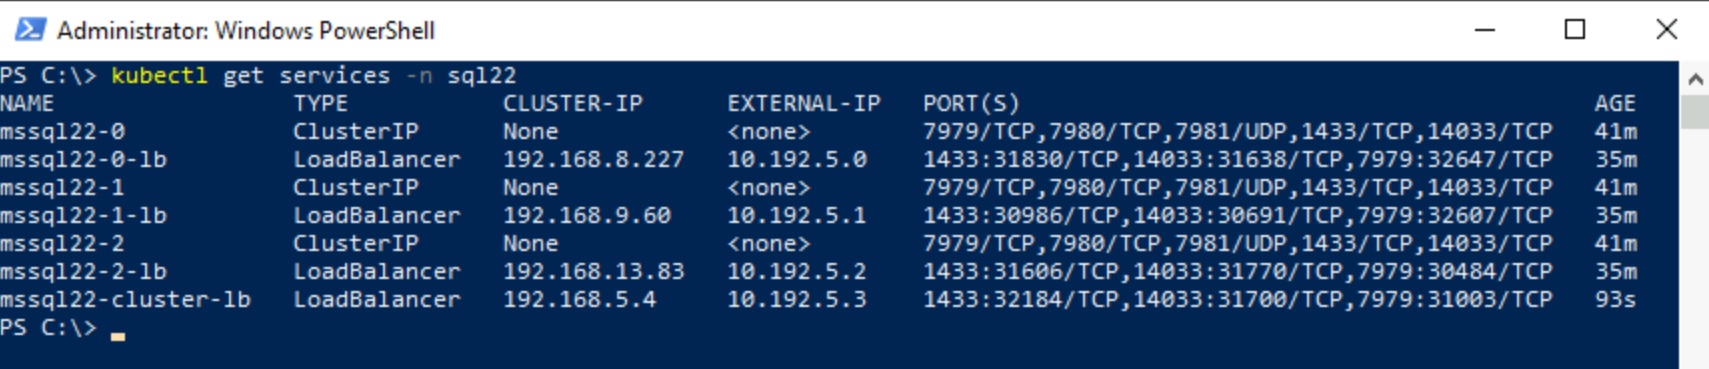 Administrator: Windows PowerShell
PS C:\> kubectl get services -n sql22
NAME TYPE CLUSTER-IP EXTERNAL-IP PORT(S) AGE
mssql22-0 ClusterIP None <none> 7979/TCP,7980/TCP,7981/UDP,1433/TCP,14033/TCP 41m
mssql22-0-lb LoadBalancer 192.168.8.227 10.192.5.0 1433:31830/TCP,14033:31638/TCP,7979:32647/TCP 35m
mssql22-1 ClusterIP None <none> 7979/TCP,7980/TCP,7981/UDP,1433/TCP,14033/TCP 41m
mssql22-1-lb LoadBalancer 192.168.9.60 10.192.5.1 1433:30986/TCP,14033:30691/TCP,7979:32607/TCP 35m
mssql22-2 ClusterIP None <none> 7979/TCP,7980/TCP,7981/UDP,1433/TCP,14033/TCP 41m
mssql22-2-lb LoadBalancer 192.168.13.83 10.192.5.2 1433:31606/TCP,14033:31770/TCP,7979:30484/TCP 35m
mssql22-cluster-lb LoadBalancer 192.168.5.4 10.192.5.3 1433:32184/TCP,14033:31700/TCP,7979:31003/TCP 93s
PS C:\>